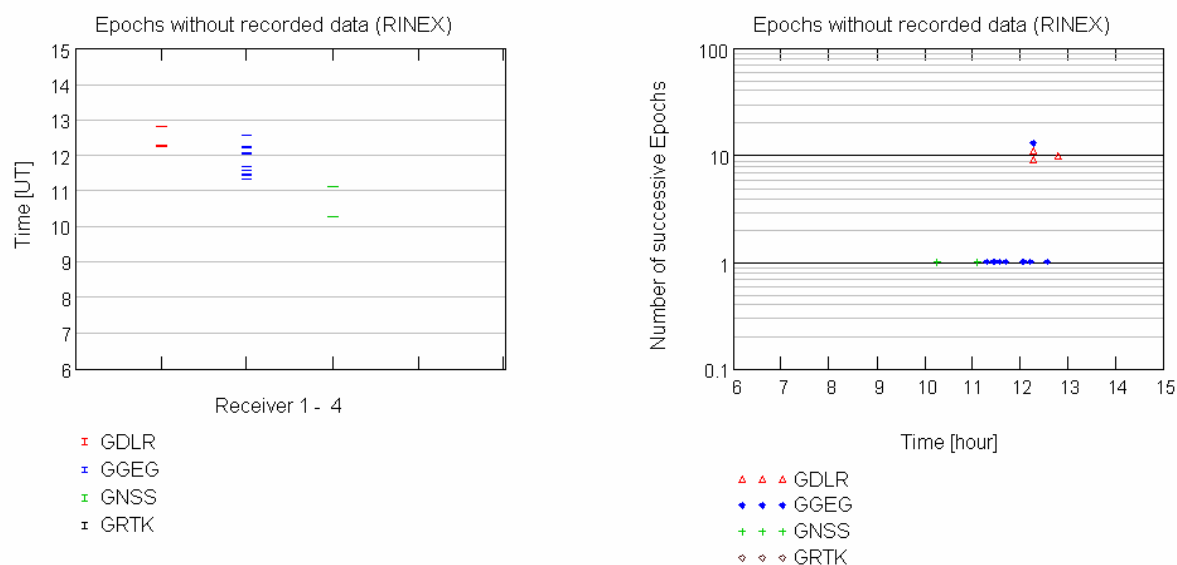 Epochs without recorded data (RINEX)
15
14
13
12
11
10
9
8
7
6
Time [UT]
Receiver 1 - 4
GDLR
GGEG
GNSS
GRTK
Epochs without recorded data (RINEX)
100
10
1
0.1
Number of successive Epochs
6 7 8 9 10 11 12 13 14 15
Time [hour]
GDLR
GGEG
GNSS
GRTK